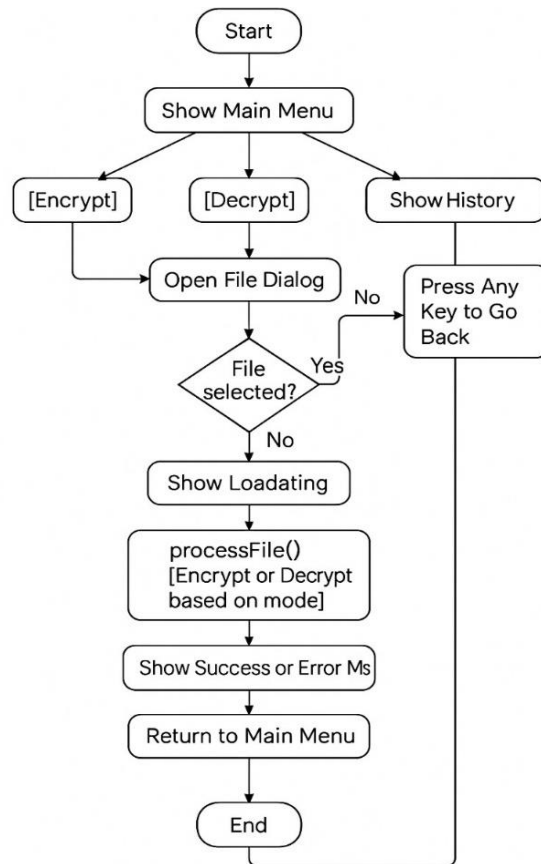 Start
Show Main Menu
[Encrypt]
[Decrypt]
Show History
Open File Dialog
No
Press Any
Key to Go
Back
File
selected?
Yes
No
Show Loadating
processFile()
[Encrypt or Decrypt
based on mode]
Show Success or Error Ms
Return to Main Menu
End